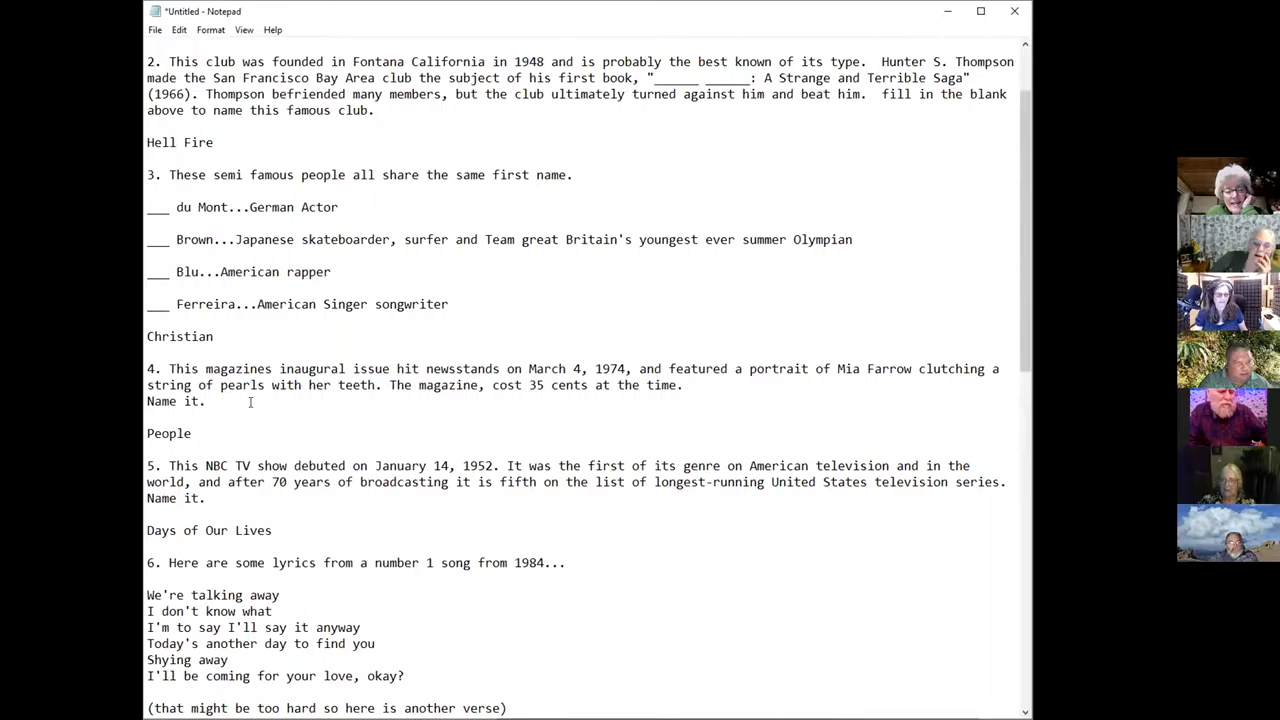 *Untitled - Notepad
File Edit Format View Help
2. This club was founded in Fontana California in 1948 and is probably the best known of its type.  Hunter S. Thompson
made the San Francisco Bay Area club the subject of his first book, "______ ______: A Strange and Terrible Saga"
(1966). Thompson befriended many members, but the club ultimately turned against him and beat him.  fill in the blank
above to name this famous club.
Hell Fire
3. These semi famous people all share the same first name.
___ du Mont...German Actor
___ Brown...Japanese skateboarder, surfer and Team great Britain's youngest ever summer Olympian
___ Blu...American rapper
___ Ferreira...American Singer songwriter
Christian
4. This magazines inaugural issue hit newsstands on March 4, 1974, and featured a portrait of Mia Farrow clutching a
string of pearls with her teeth. The magazine, cost 35 cents at the time.
Name it.
People
5. This NBC TV show debuted on January 14, 1952. It was the first of its genre on American television and in the
world, and after 70 years of broadcasting it is fifth on the list of longest-running United States television series.
Name it.
Days of Our Lives
6. Here are some lyrics from a number 1 song from 1984...
We're talking away
I don't know what
I'm to say I'll say it anyway
Today's another day to find you
Shying away
I'll be coming for your love, okay?
(that might be too hard so here is another verse)